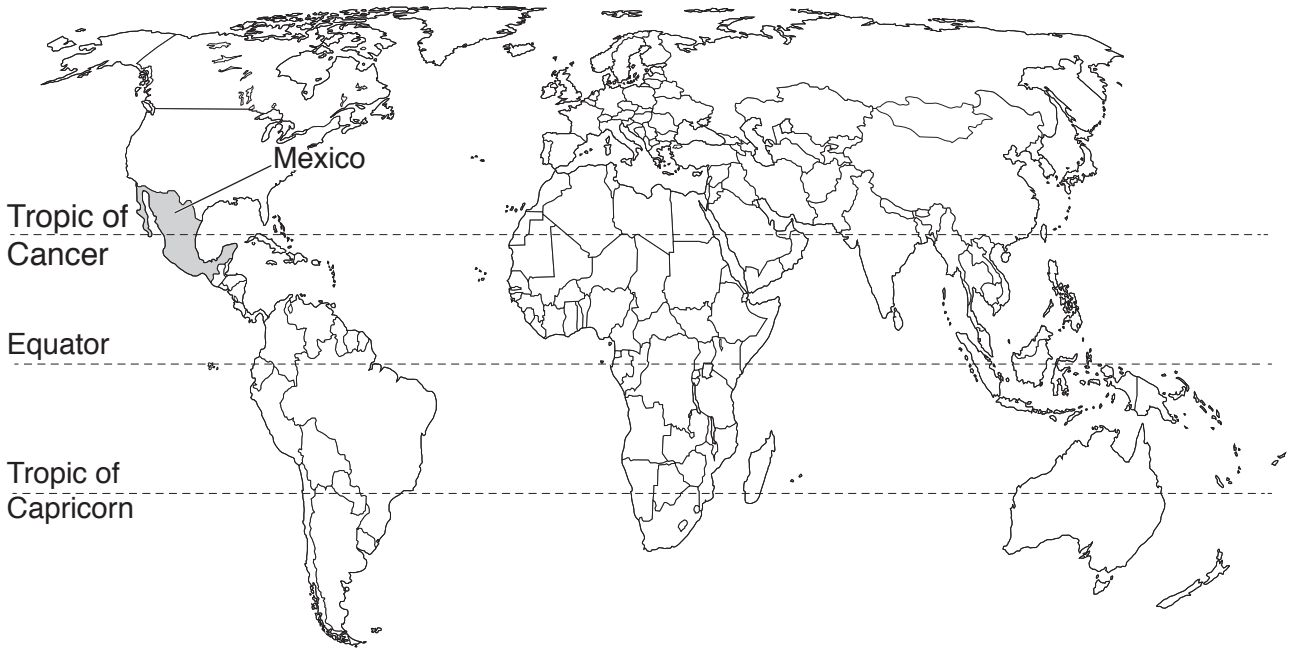 Mexico
Tropic of
Cancer
Equator
Tropic of
Capricorn